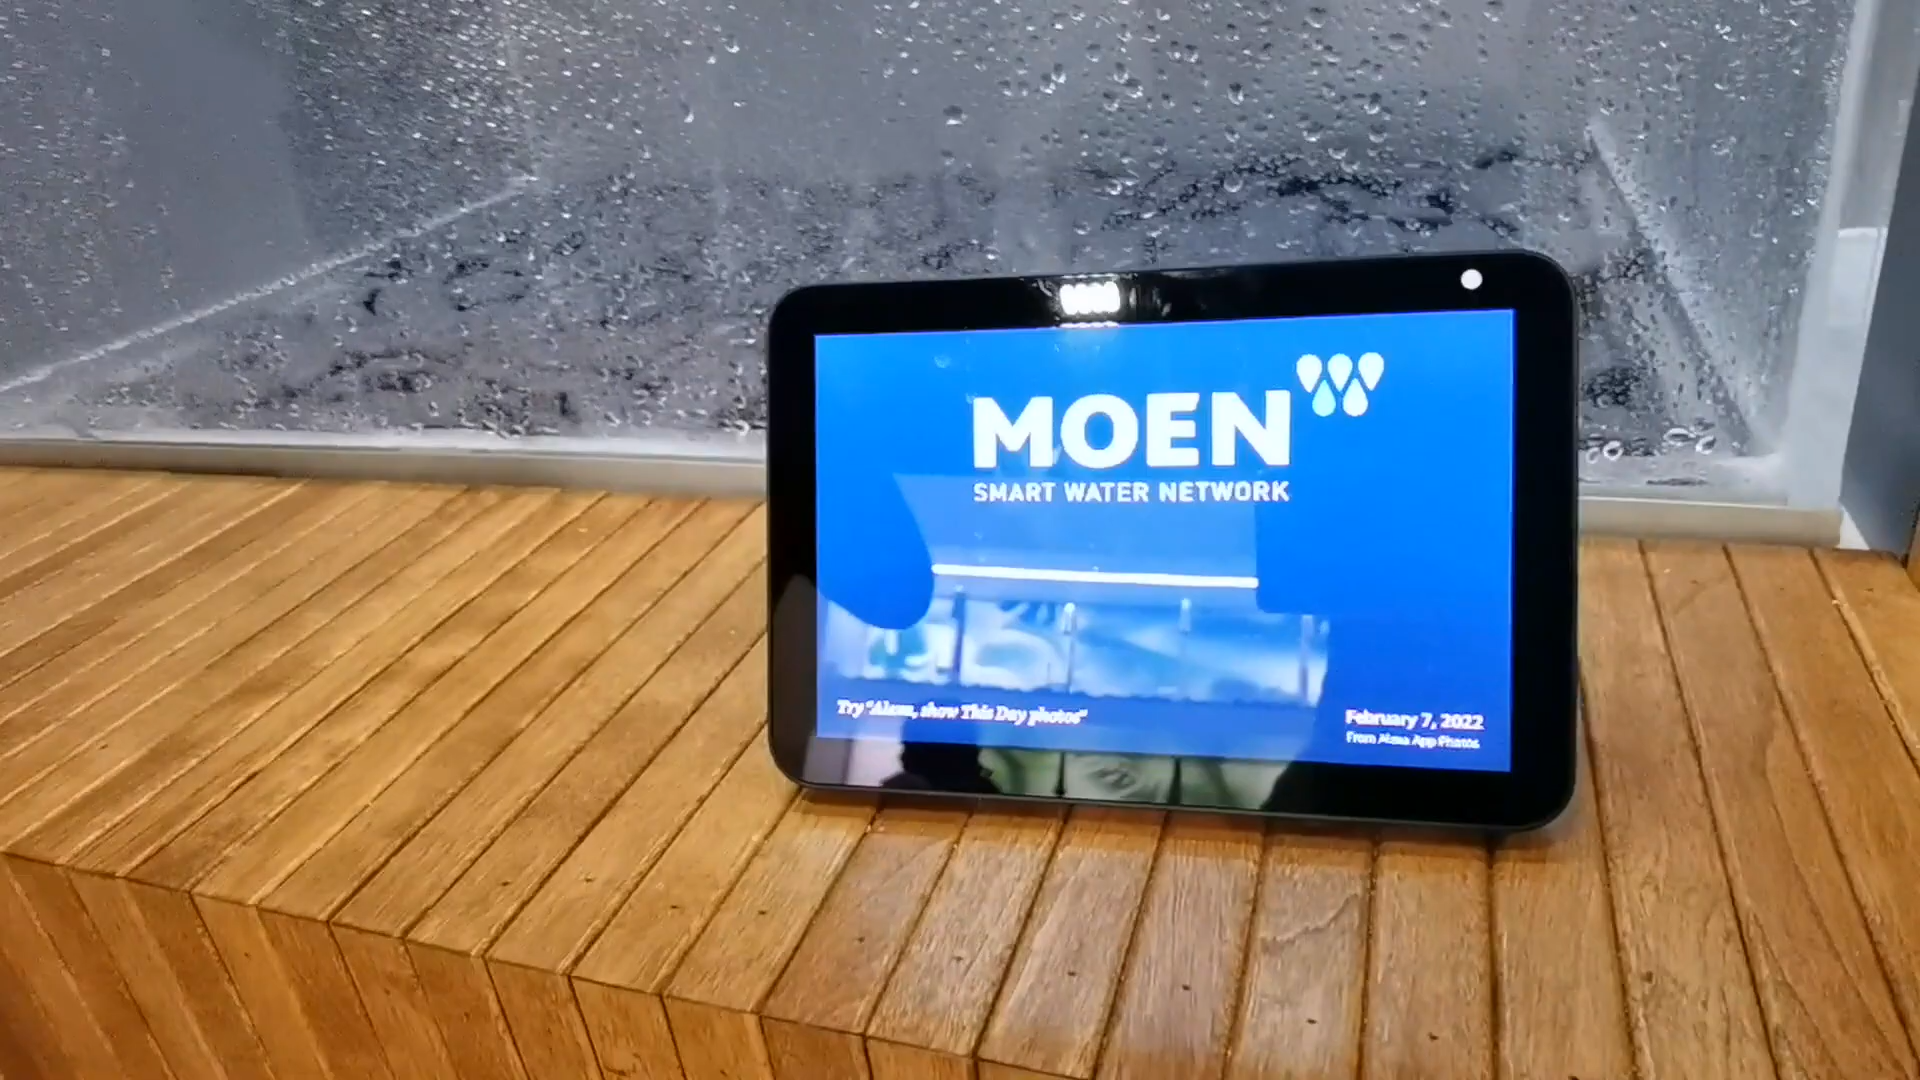 MOEN
SMART WATER NETWORK
Try "Alexa, show This Day photos"
February 7, 2022
From Alexa App Photos